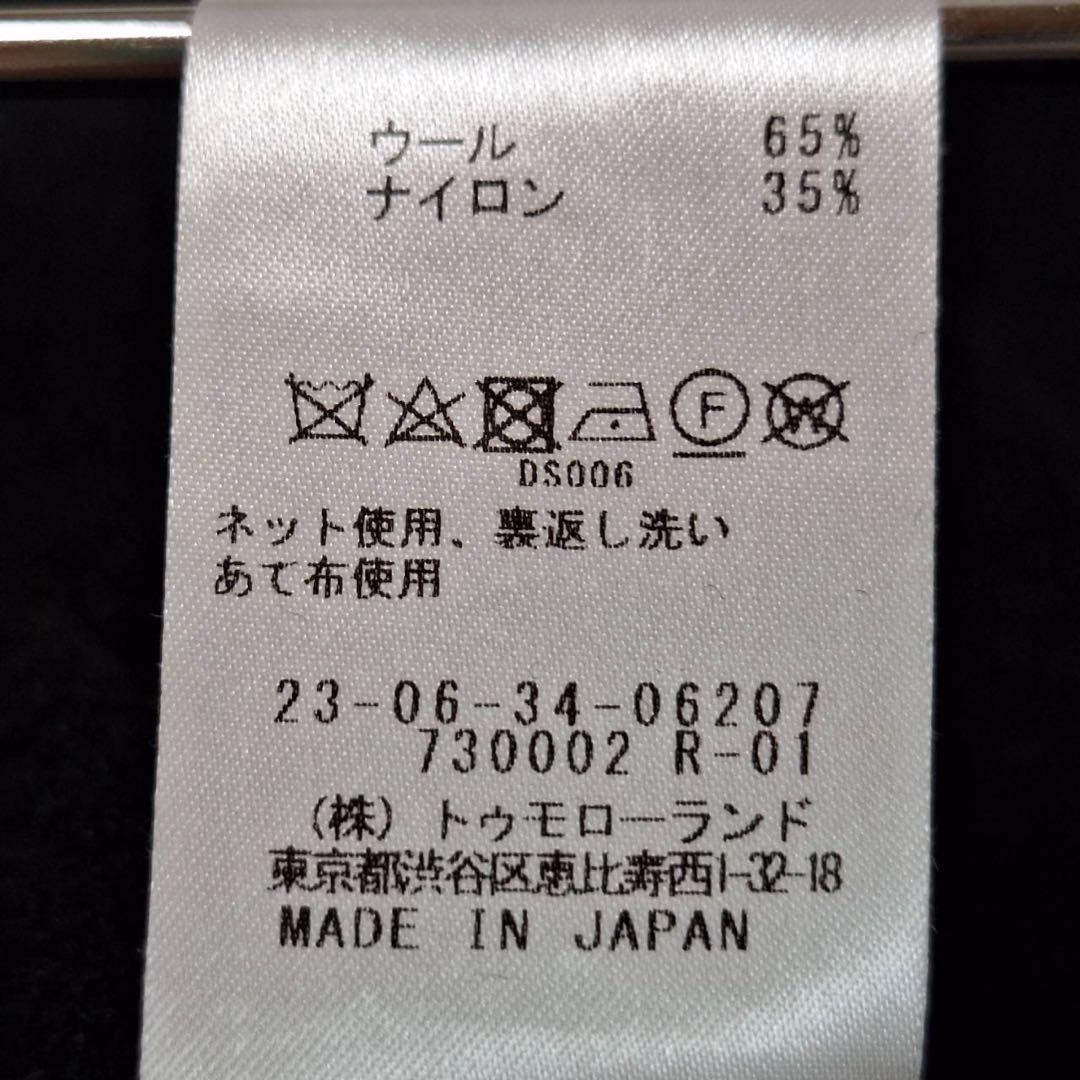 ウール 65%
ナイロン 35%
F W
DS006
ネット使用、裏返し洗い
あて布使用
23-06-34-06207
730002 R-01
(株) トゥモローランド
東京都渋谷区恵比寿西1-32-18
MADE IN JAPAN